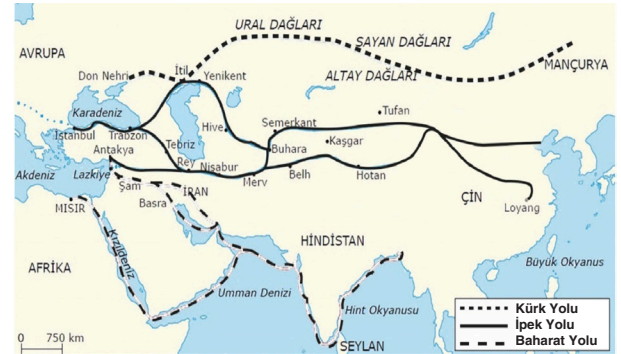 URAL DAĞLARI
SAYAN DAĞLARI
AVRUPA
MANÇURYA
İtil
Don Nehri
Yenikent
ALTAY DAĞLARI
Karadeniz
Tufan
Semerkant
İstanbul
Trabzon
Hive
Kaşgar
Tebriz
Buhara
Antakya
Rey
Nişabur
Belh
Hotan
Akdeniz
Lazkiye
Merv
Şam
İRAN
ÇİN
Loyang
Basra
MISIR
Kızıldeniz
HİNDİSTAN
AFRİKA
Büyük Okyanus
Umman Denizi
Hint Okyanusu
Kürk Yolu
İpek Yolu
Baharat Yolu
0 750 km
SEYLAN